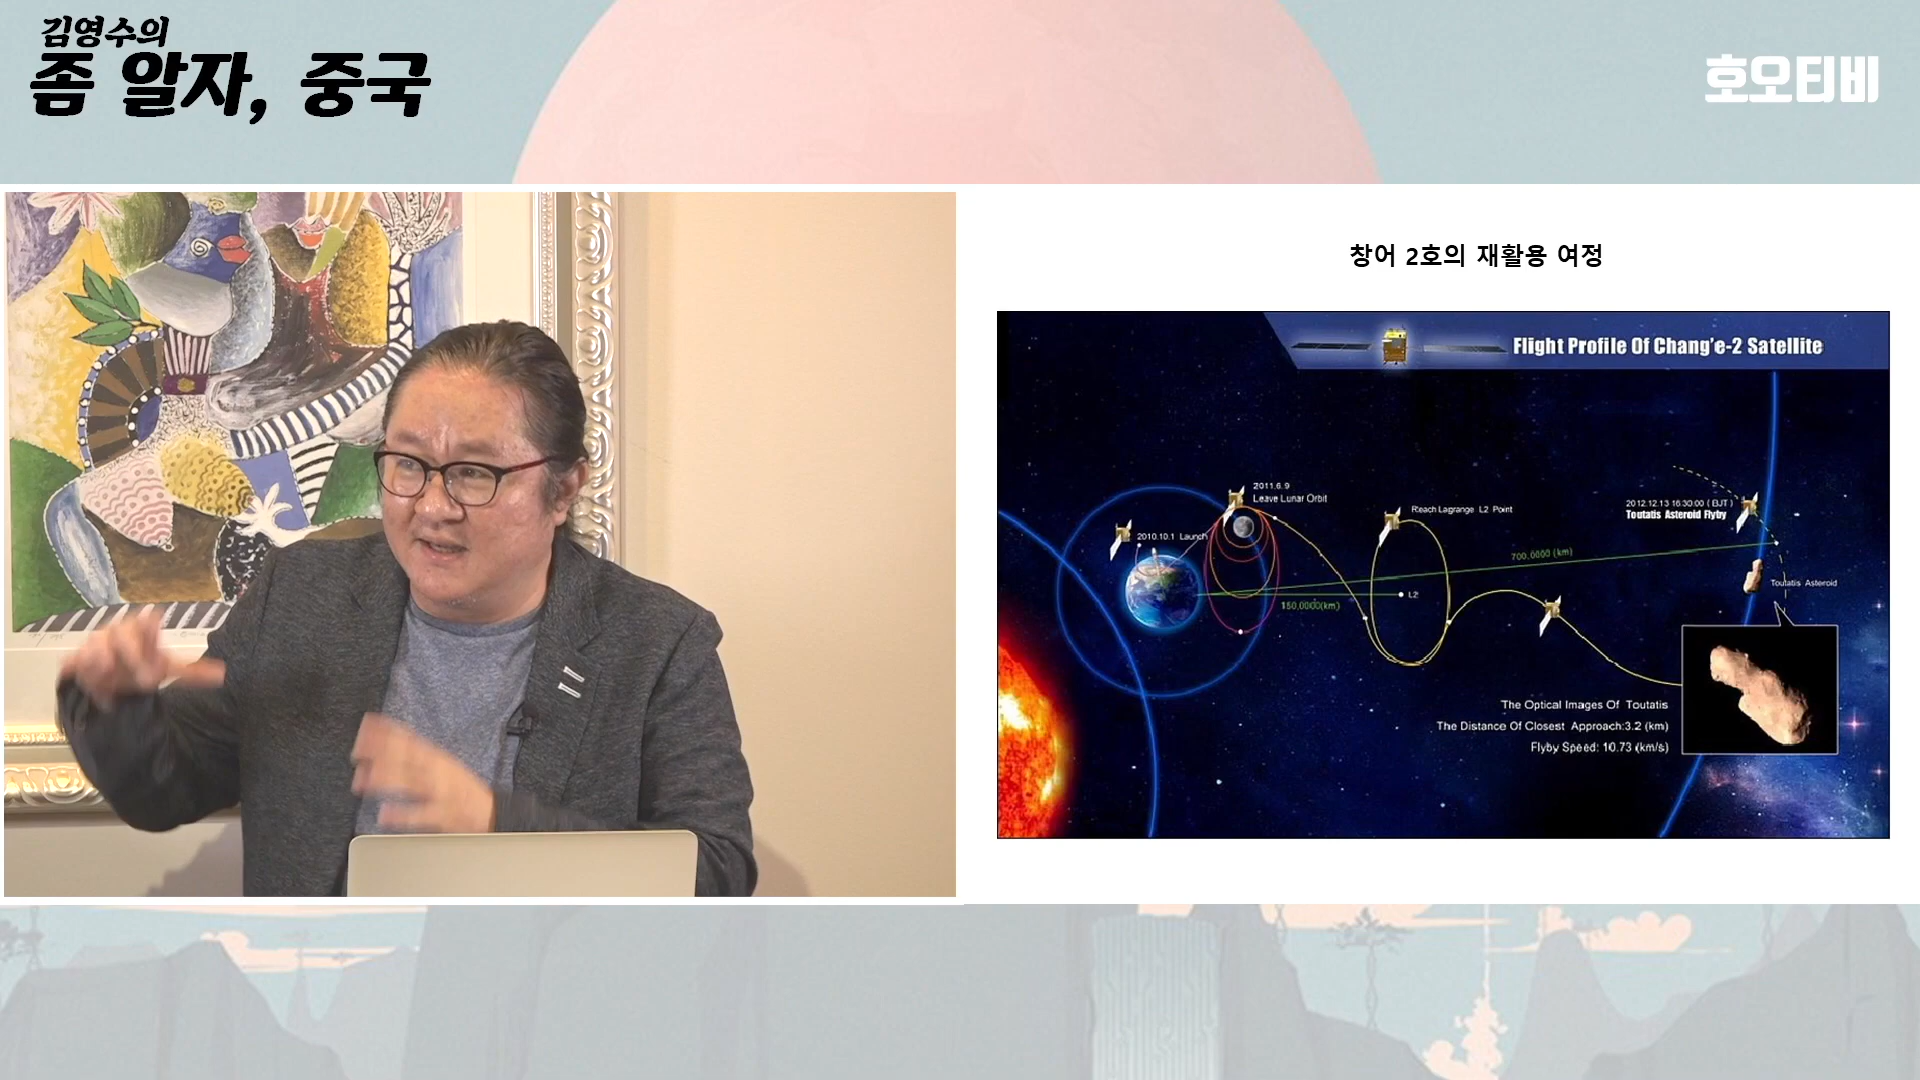 김영수의
좀 알자, 중국
호오티비
창어 2호의 재활용 여정
Flight Profile Of Chang'e-2 Satellite
2011.6.9
Leave Lunar Orbit
2010.10.1 Launch
Reach Lagrange L2 Point
2012.12.13 16:30:00 ( BJT )
Toutatis Asteroid Flyby
700,0000 (km)
Toutatis Asteroid
L2
150,0000(km)
The Optical Images Of Toutatis
The Distance Of Closest Approach:3.2 (km)
Flyby Speed: 10.73 (km/s)